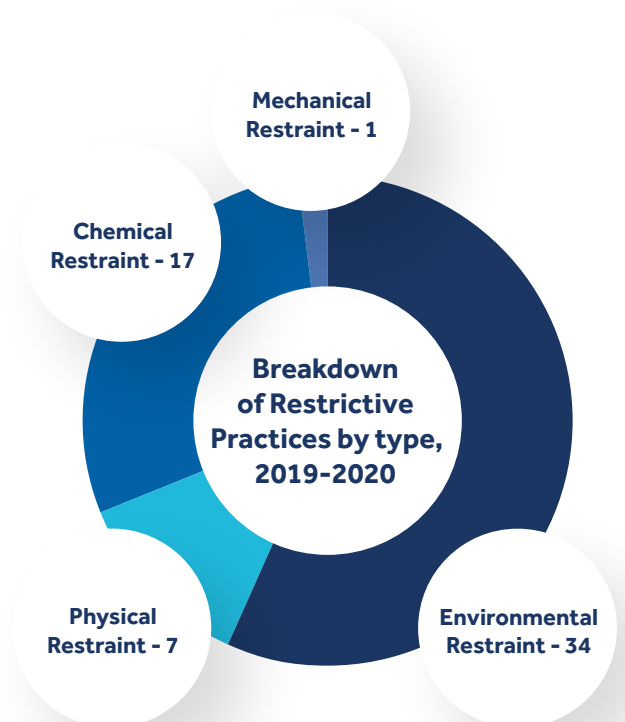 Mechanical
Restraint - 1
Chemical
Restraint - 17
Breakdown
of Restrictive
Practices by type,
2019-2020
Physical
Restraint - 7
Environmental
Restraint - 34